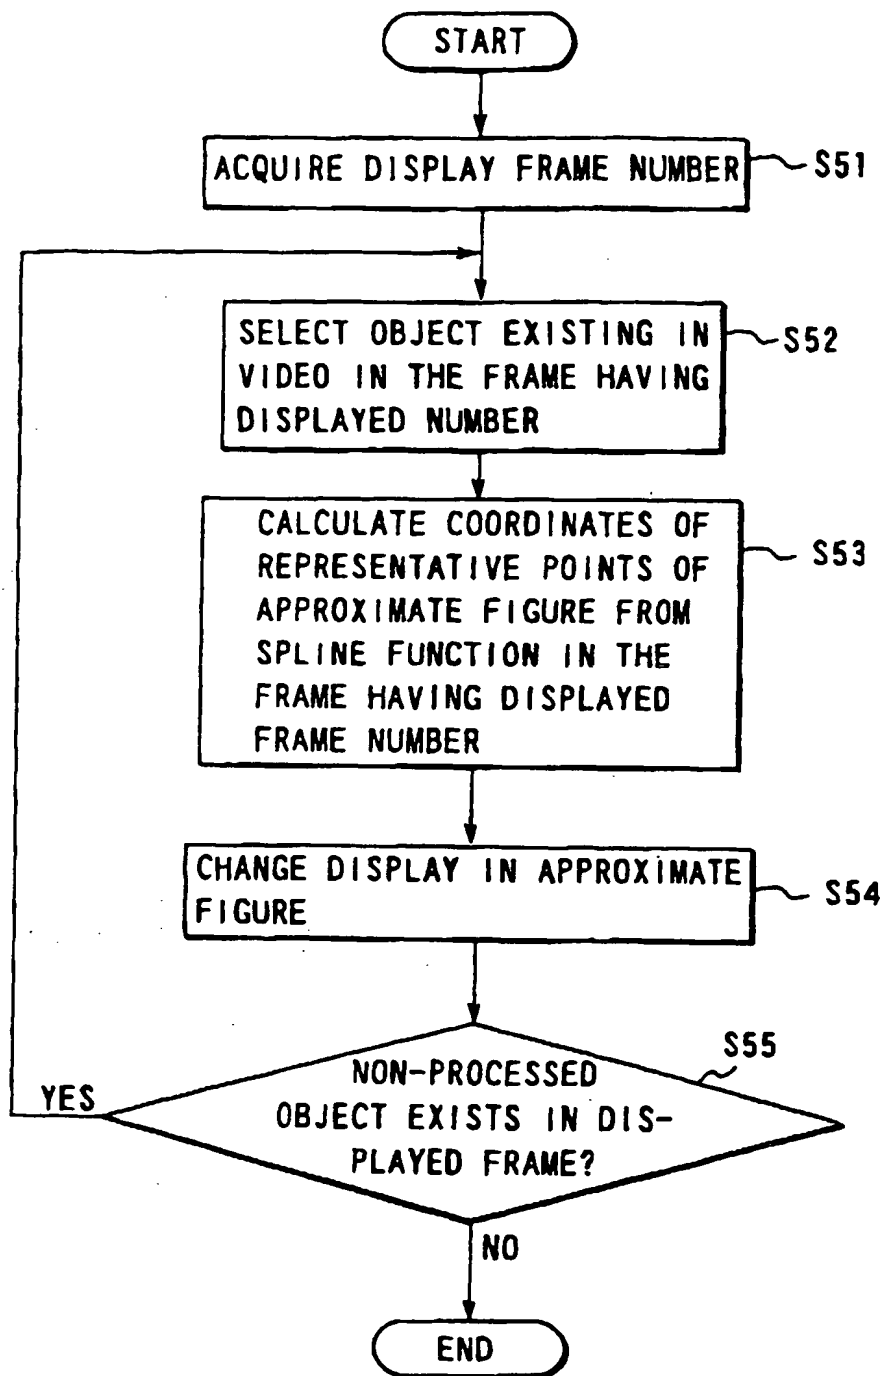 START
ACQUIRE DISPLAY FRAME NUMBER
S51
SELECT OBJECT EXISTING IN
VIDEO IN THE FRAME HAVING
DISPLAYED NUMBER
S52
CALCULATE COORDINATES OF
REPRESENTATIVE POINTS OF
APPROXIMATE FIGURE FROM
SPLINE FUNCTION IN THE
FRAME HAVING DISPLAYED
FRAME NUMBER
S53
CHANGE DISPLAY IN APPROXIMATE
FIGURE
S54
S55
NON-PROCESSED
OBJECT EXISTS IN DIS-
PLAYED FRAME?
YES
NO
END